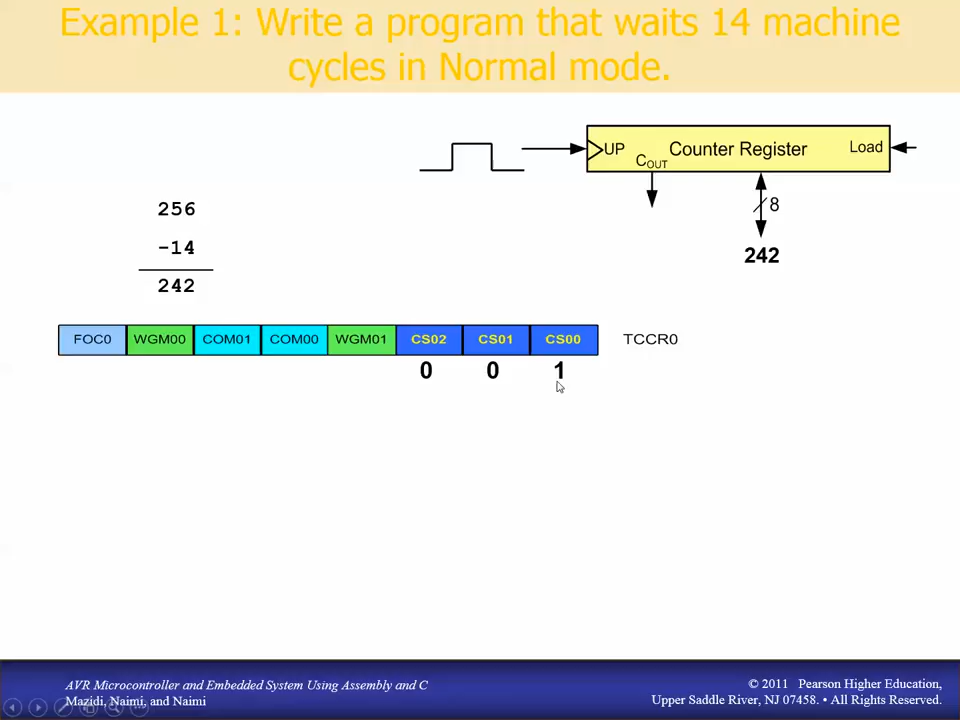 Example 1: Write a program that waits 14 machine
cycles in Normal mode.
UP
COUT
Counter Register
Load
8
242
256
-14
242
FOC0 WGM00 COM01 COM00 WGM01 CS02 CS01 CS00 TCCR0
0 0 1
AVR Microcontroller and Embedded System Using Assembly and C
Mazidi, Naimi, and Naimi
© 2011 Pearson Higher Education,
Upper Saddle River, NJ 07458. • All Rights Reserved.